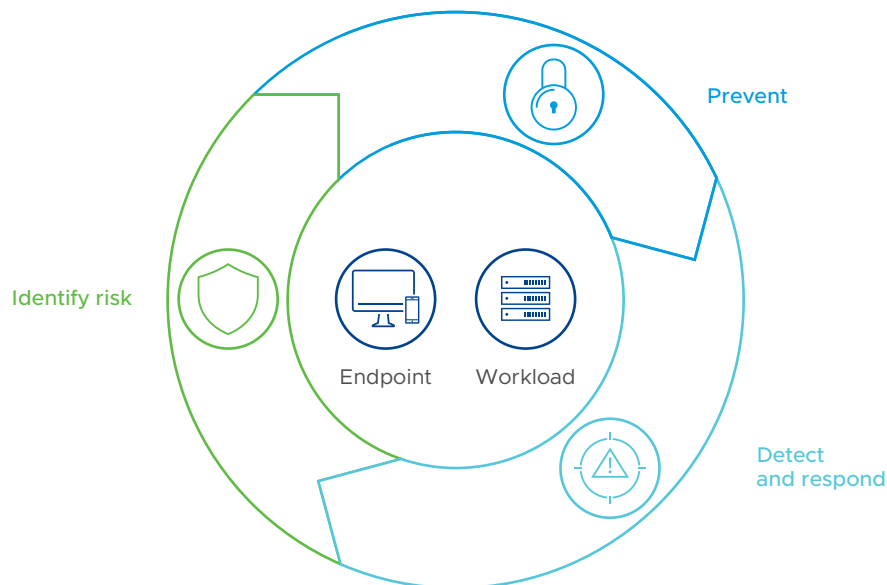 Prevent
Identify risk
Endpoint
Workload
Detect
and respond